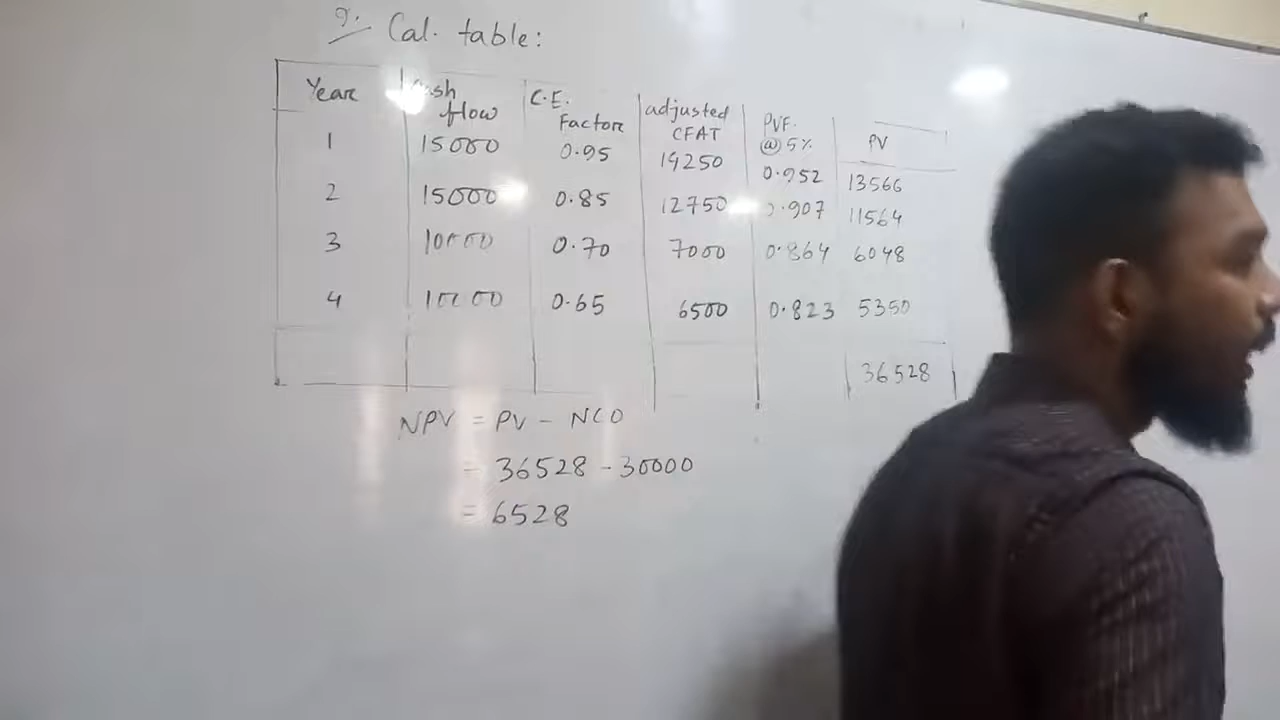 9. Cal. table:
Year Cash flow C.E. Factor adjusted CFAT PVF. @ 5% PV
1 15000 0.95 14250 0.952 13566
2 15000 0.85 12750 0.907 11564
3 10000 0.70 7000 0.864 6048
4 10000 0.65 6500 0.823 5350
36528
NPV = PV - NCO
= 36528 - 30000
= 6528